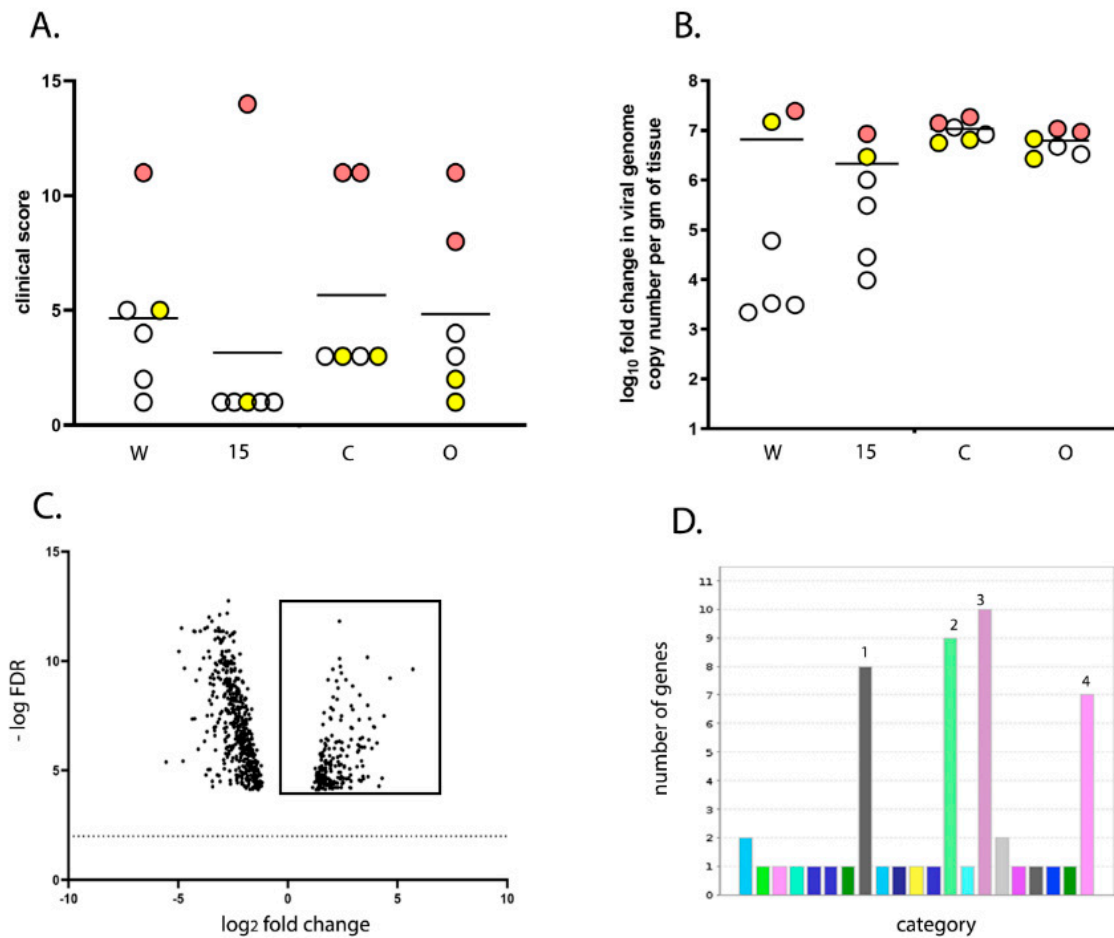 A.
15
10
5
0
clinical score
W 15 C O
B.
8
7
6
5
4
3
2
1
log10 fold change in viral genome
copy number per gm of tissue
W 15 C O
C.
15
10
5
0
- log FDR
-10 -5 0 5 10
log2 fold change
D.
11
10
9
8
7
6
5
4
3
2
1
0
number of genes
1
2
3
4
category